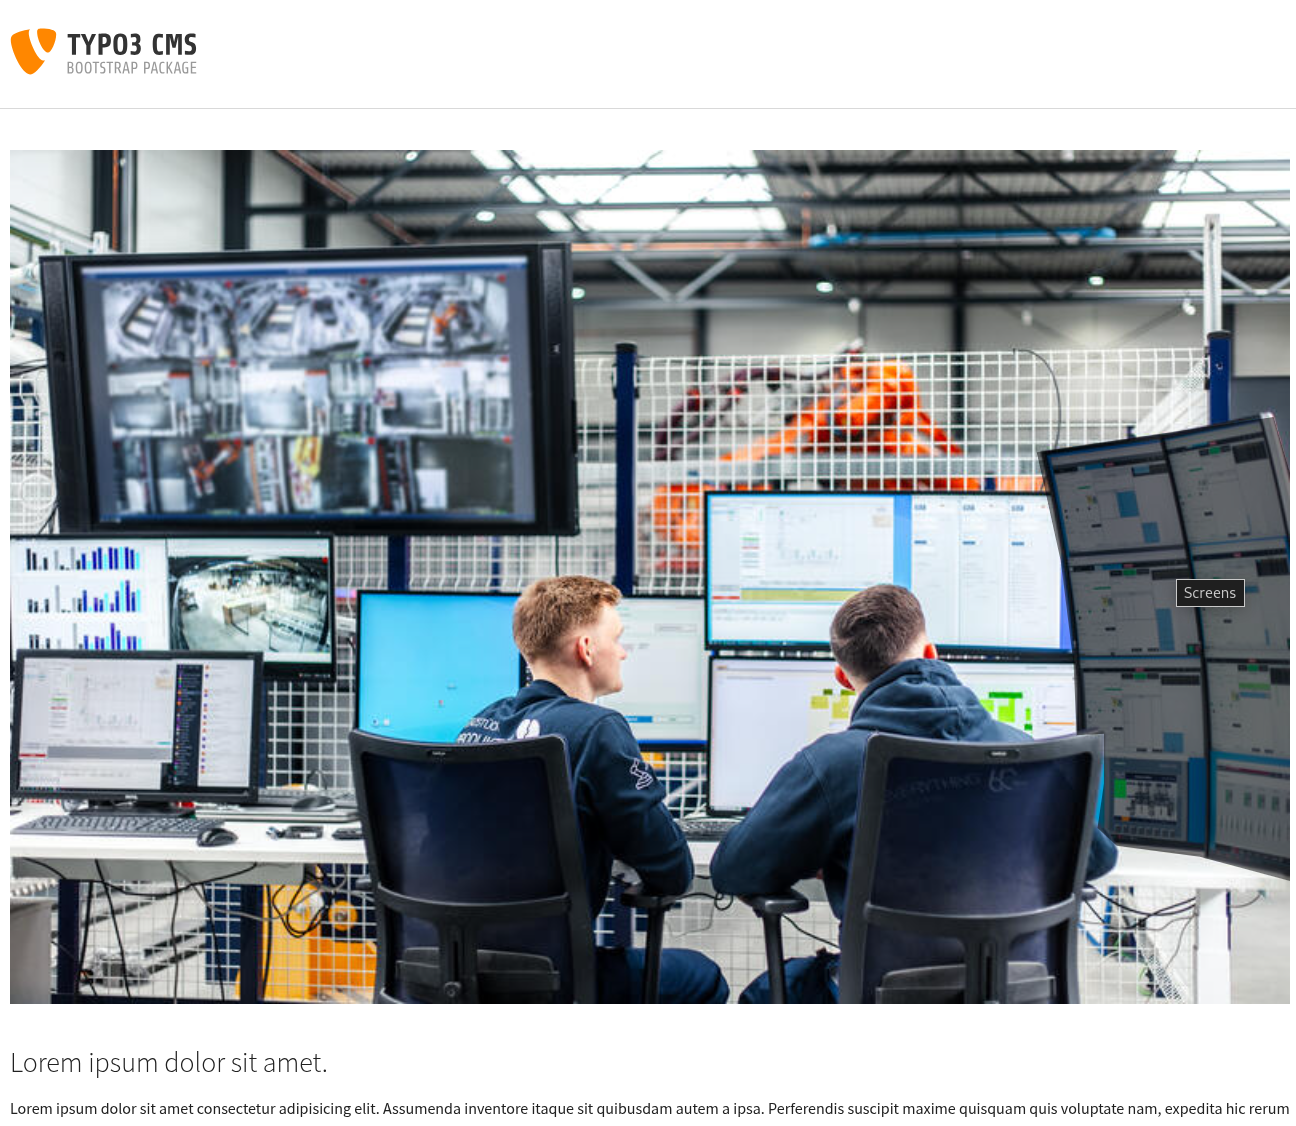 TYPO3 CMS
BOOTSTRAP PACKAGE
Screens
EVERYTHING
Lorem ipsum dolor sit amet.
Lorem ipsum dolor sit amet consectetur adipisicing elit. Assumenda inventore itaque sit quibusdam autem a ipsa. Perferendis suscipit maxime quisquam quis voluptate nam, expedita hic rerum